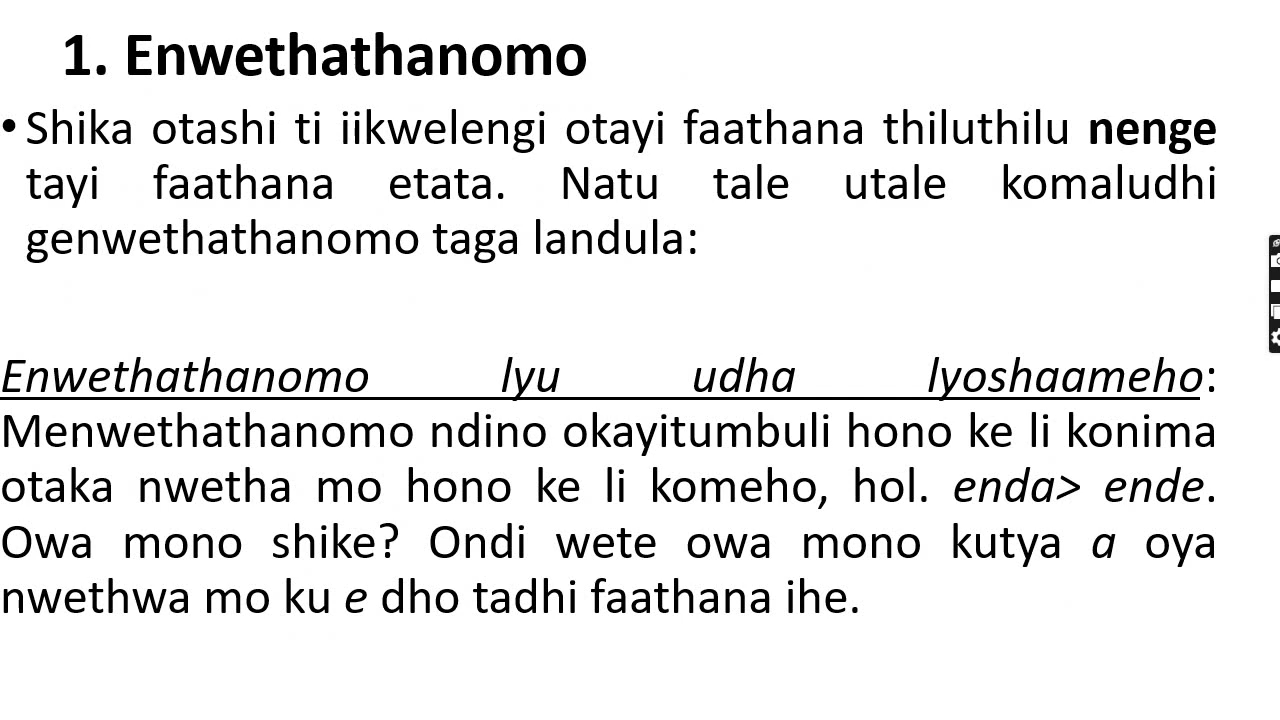 1. Enwethathanomo
• Shika otashi ti iikwelengi otayi faathana thiluthilu nenge
tayi faathana etata. Natu tale utale komaludhi
genwethathanomo taga landula:
Enwethathanomo lyu udha lyoshaameho:
Menwethathanomo ndino okayitumbuli hono ke li konima
otaka nwetha mo hono ke li komeho, hol. enda> ende.
Owa mono shike? Ondi wete owa mono kutya a oya
nwethwa mo ku e dho tadhi faathana ihe.